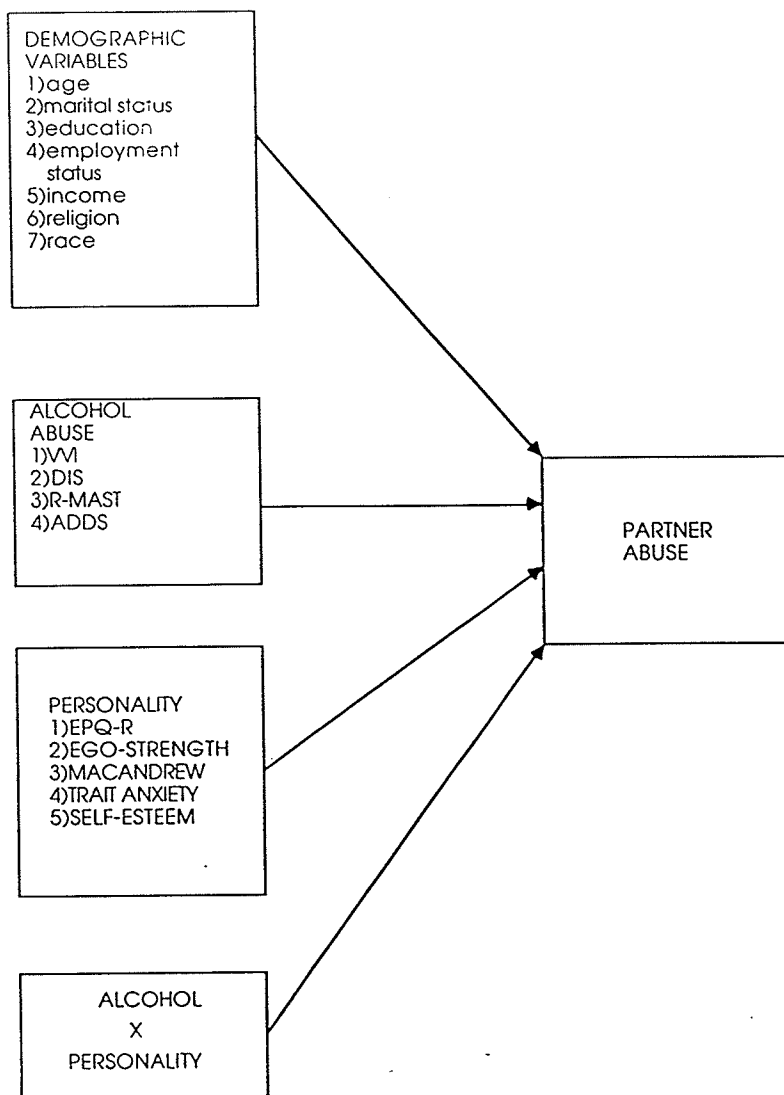 DEMOGRAPHIC
VARIABLES
1)age
2)marital status
3)education
4)employment
status
5)income
6)religion
7)race
ALCOHOL
ABUSE
1)VVI
2)DIS
3)R-MAST
4)ADDS
PERSONALITY
1)EPQ-R
2)EGO-STRENGTH
3)MACANDREW
4)TRAIT ANXIETY
5)SELF-ESTEEM
ALCOHOL
X
PERSONALITY
PARTNER
ABUSE